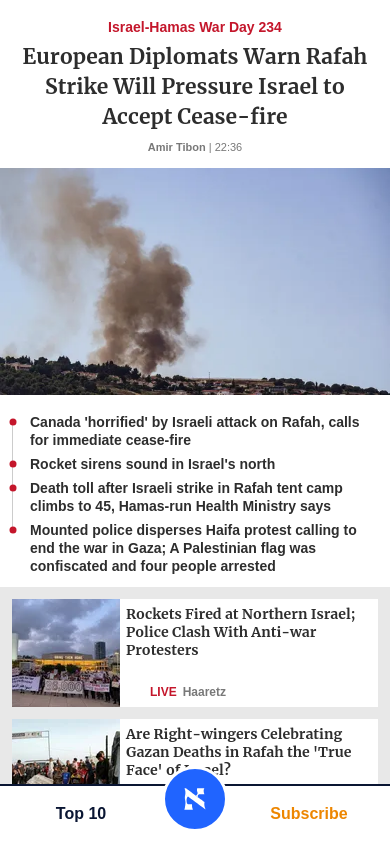 Israel-Hamas War Day 234
European Diplomats Warn Rafah
Strike Will Pressure Israel to
Accept Cease-fire
Amir Tibon | 22:36
Canada 'horrified' by Israeli attack on Rafah, calls
for immediate cease-fire
Rocket sirens sound in Israel's north
Death toll after Israeli strike in Rafah tent camp
climbs to 45, Hamas-run Health Ministry says
Mounted police disperses Haifa protest calling to
end the war in Gaza; A Palestinian flag was
confiscated and four people arrested
Rockets Fired at Northern Israel;
Police Clash With Anti-war
Protesters
LIVE Haaretz
Are Right-wingers Celebrating
Gazan Deaths in Rafah the 'True
Face' of
Top 10
Subscribe